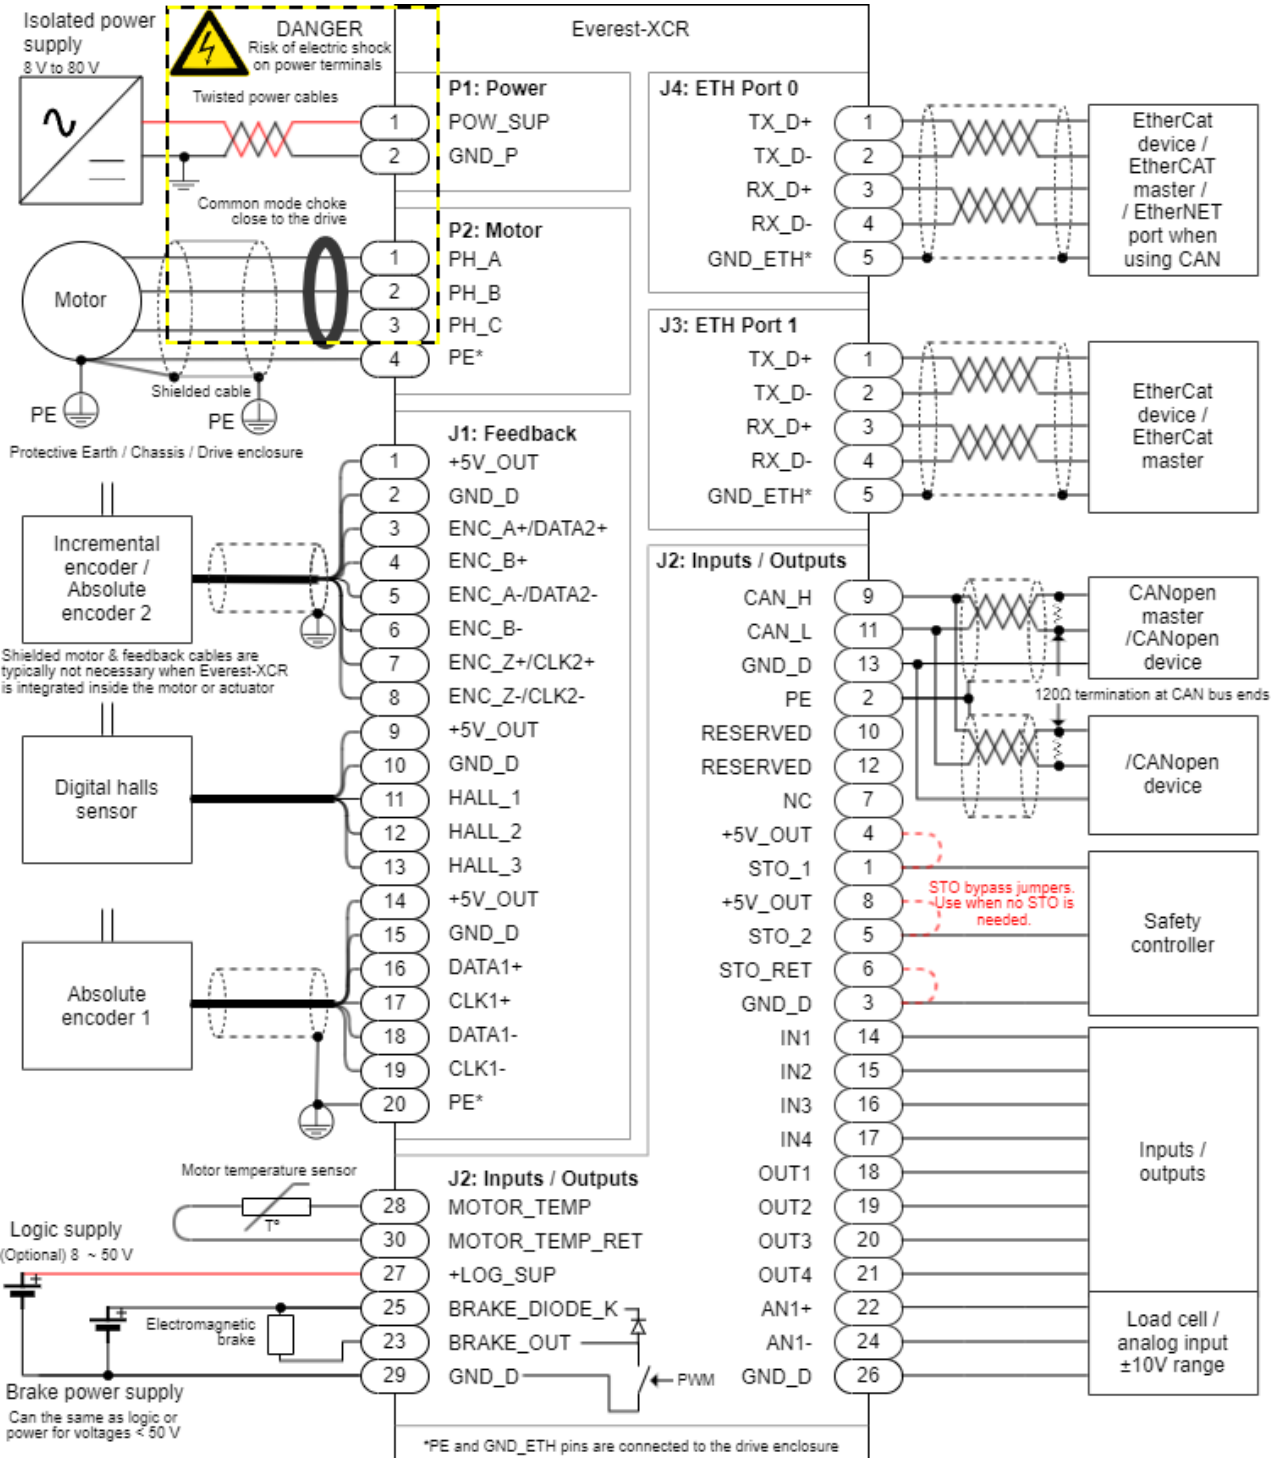 Isolated power
supply
8 V to 80 V
DANGER
Risk of electric shock
on power terminals
Twisted power cables
Everest-XCR
P1: Power
1 POW_SUP
2 GND_P
Common mode choke
close to the drive
P2: Motor
Motor
1 PH_A
2 PH_B
3 PH_C
4 PE*
Shielded cable
PE
PE
Protective Earth / Chassis / Drive enclosure
J1: Feedback
1 +5V_OUT
2 GND_D
3 ENC_A+/DATA2+
4 ENC_B+
5 ENC_A-/DATA2-
6 ENC_B-
7 ENC_Z+/CLK2+
8 ENC_Z-/CLK2-
Incremental
encoder /
Absolute
encoder 2
Shielded motor & feedback cables are
typically not necessary when Everest-XCR
is integrated inside the motor or actuator
9 +5V_OUT
10 GND_D
11 HALL_1
12 HALL_2
13 HALL_3
Digital halls
sensor
14 +5V_OUT
15 GND_D
16 DATA1+
17 CLK1+
18 DATA1-
19 CLK1-
20 PE*
Absolute
encoder 1
J2: Inputs / Outputs
Motor temperature sensor
T°
28 MOTOR_TEMP
30 MOTOR_TEMP_RET
27 +LOG_SUP
25 BRAKE_DIODE_K
23 BRAKE_OUT
29 GND_D
PWM
Logic supply
(Optional) 8 ~ 50 V
+
+
Electromagnetic
brake
Brake power supply
Can the same as logic or
power for voltages < 50 V
J4: ETH Port 0
TX_D+ 1
TX_D- 2
RX_D+ 3
RX_D- 4
GND_ETH* 5
EtherCat
device /
EtherCAT
master /
/ EtherNET
port when
using CAN
J3: ETH Port 1
TX_D+ 1
TX_D- 2
RX_D+ 3
RX_D- 4
GND_ETH* 5
EtherCat
device /
EtherCat
master
J2: Inputs / Outputs
CAN_H 9
CAN_L 11
GND_D 13
PE 2
RESERVED 10
RESERVED 12
NC 7
+5V_OUT 4
STO_1 1
+5V_OUT 8
STO_2 5
STO_RET 6
GND_D 3
IN1 14
IN2 15
IN3 16
IN4 17
OUT1 18
OUT2 19
OUT3 20
OUT4 21
AN1+ 22
AN1- 24
GND_D 26
CANopen
master
/CANopen
device
120Ω termination at CAN bus ends
/CANopen
device
STO bypass jumpers.
Use when no STO is
needed.
Safety
controller
Inputs /
outputs
Load cell /
analog input
±10V range
*PE and GND_ETH pins are connected to the drive enclosure